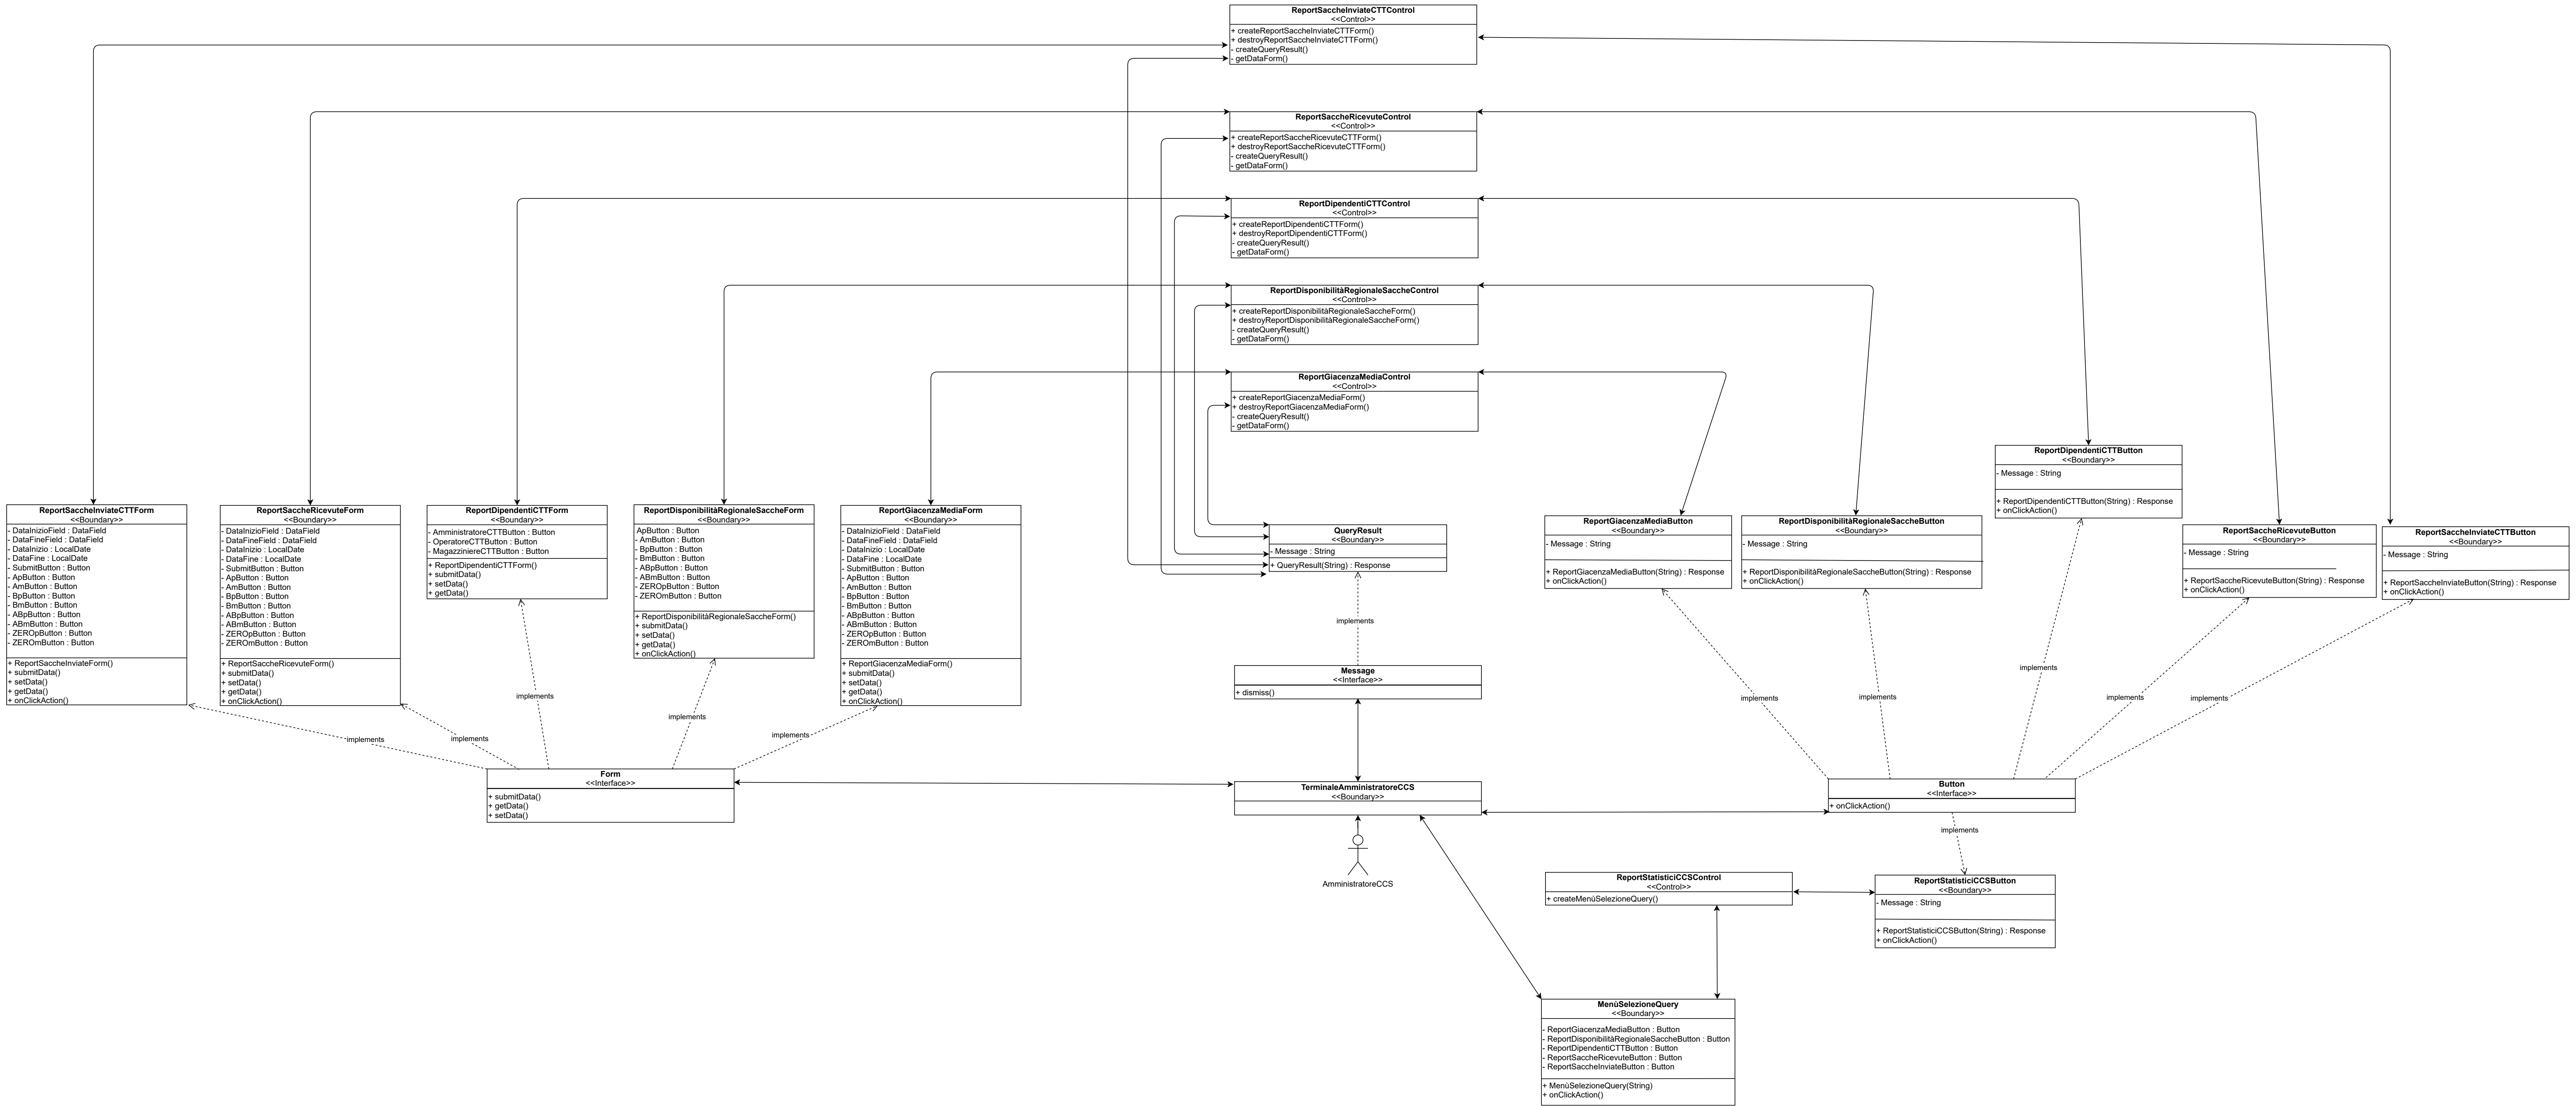 ReportSaccheInviateCTTControl
<<Control>>
+ createReportSaccheInviateCTTForm()
+ destroyReportSaccheInviateCTTForm()
- createQueryResult()
- getDataForm()
ReportSaccheRicevuteControl
<<Control>>
+ createReportSaccheRicevuteCTTForm()
+ destroyReportSaccheRicevuteCTTForm()
- createQueryResult()
- getDataForm()
ReportDipendentiCTTControl
<<Control>>
+ createReportDipendentiCTTForm()
+ destroyReportDipendentiCTTForm()
- createQueryResult()
- getDataForm()
ReportDisponibilitàRegionaleSaccheControl
<<Control>>
+ createReportDisponibilitàRegionaleSaccheForm()
+ destroyReportDisponibilitàRegionaleSaccheForm()
- createQueryResult()
- getDataForm()
ReportGiacenzaMediaControl
<<Control>>
+ createReportGiacenzaMediaForm()
+ destroyReportGiacenzaMediaForm()
- createQueryResult()
- getDataForm()
ReportSaccheInviateCTTForm
<<Boundary>>
- DataInizioField : DataField
- DataFineField : DataField
- DataInizio : LocalDate
- DataFine : LocalDate
- SubmitButton : Button
- ApButton : Button
- AmButton : Button
- BpButton : Button
- BmButton : Button
- ABpButton : Button
- ABmButton : Button
- ZEROpButton : Button
- ZEROmButton : Button
+ ReportSaccheInviateForm()
+ submitData()
+ setData()
+ getData()
+ onClickAction()
ReportSaccheRicevuteForm
<<Boundary>>
- DataInizioField : DataField
- DataFineField : DataField
- DataInizio : LocalDate
- DataFine : LocalDate
- SubmitButton : Button
- ApButton : Button
- AmButton : Button
- BpButton : Button
- BmButton : Button
- ABpButton : Button
- ABmButton : Button
- ZEROpButton : Button
- ZEROmButton : Button
+ ReportSaccheRicevuteForm()
+ submitData()
+ setData()
+ getData()
+ onClickAction()
ReportDipendentiCTTForm
<<Boundary>>
- AmministratoreCTTButton : Button
- OperatoreCTTButton : Button
- MagazziniereCTTButton : Button
+ ReportDipendentiCTTForm()
+ submitData()
+ setData()
+ getData()
ReportDisponibilitàRegionaleSaccheForm
<<Boundary>>
ApButton : Button
- AmButton : Button
- BpButton : Button
- BmButton : Button
- ABpButton : Button
- ABmButton : Button
- ZEROpButton : Button
- ZEROmButton : Button
+ ReportDisponibilitàRegionaleSaccheForm()
+ submitData()
+ setData()
+ getData()
+ onClickAction()
ReportGiacenzaMediaForm
<<Boundary>>
- DataInizioField : DataField
- DataFineField : DataField
- DataInizio : LocalDate
- DataFine : LocalDate
- SubmitButton : Button
- ApButton : Button
- AmButton : Button
- BpButton : Button
- BmButton : Button
- ABpButton : Button
- ABmButton : Button
- ZEROpButton : Button
- ZEROmButton : Button
+ ReportGiacenzaMediaForm()
+ submitData()
+ setData()
+ getData()
+ onClickAction()
QueryResult
<<Boundary>>
- Message : String
+ QueryResult(String) : Response
ReportGiacenzaMediaButton
<<Boundary>>
- Message : String
+ ReportGiacenzaMediaButton(String) : Response
+ onClickAction()
ReportDisponibilitàRegionaleSaccheButton
<<Boundary>>
- Message : String
+ ReportDisponibilitàRegionaleSaccheButton(String) : Response
+ onClickAction()
ReportDipendentiCTTButton
<<Boundary>>
- Message : String
+ ReportDipendentiCTTButton(String) : Response
+ onClickAction()
ReportSaccheRicevuteButton
<<Boundary>>
- Message : String
+ ReportSaccheRicevuteButton(String) : Response
+ onClickAction()
ReportSaccheInviateCTTButton
<<Boundary>>
- Message : String
+ ReportSaccheInviateButton(String) : Response
+ onClickAction()
implements
implements
implements
implements
implements
implements
implements
implements
implements
implements
implements
Message
<<Interface>>
+ dismiss()
Form
<<Interface>>
+ submitData()
+ getData()
+ setData()
TerminaleAmministratoreCCS
<<Boundary>>
Button
<<Interface>>
+ onClickAction()
implements
AmministratoreCCS
ReportStatisticiCCSControl
<<Control>>
+ createMenùSelezioneQuery()
ReportStatisticiCCSButton
<<Boundary>>
- Message : String
+ ReportStatisticiCCSButton(String) : Response
+ onClickAction()
MenùSelezioneQuery
<<Boundary>>
- ReportGiacenzaMediaButton : Button
- ReportDisponibilitàRegionaleSaccheButton : Button
- ReportDipendentiCTTButton : Button
- ReportSaccheRicevuteButton : Button
- ReportSaccheInviateButton : Button
+ MenùSelezioneQuery(String)
+ onClickAction()